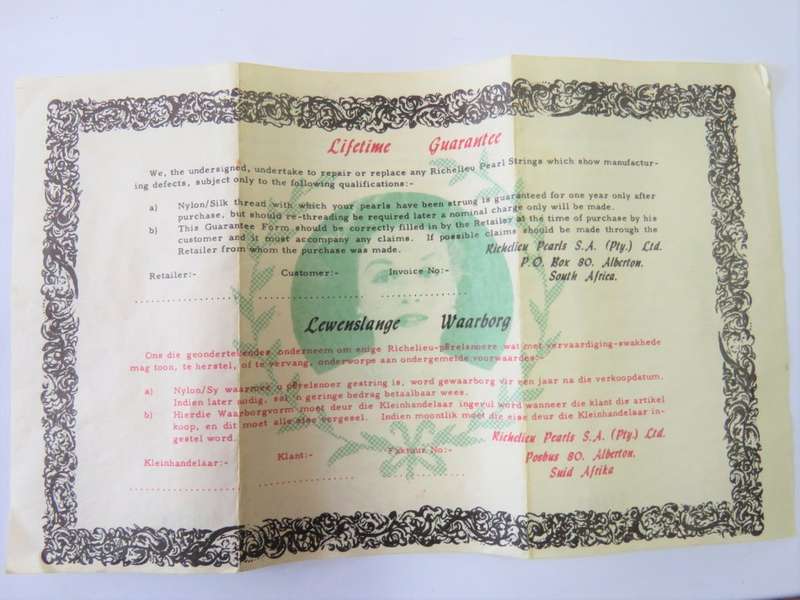 Lifetime Guarantee
We, the undersigned, undertake to repair or replace any Richelieu Pearl Strings which show manufactur-
ing defects, subject only to the following qualifications:-
a) Nylon/Silk thread with which your pearls have been strung is guaranteed for one year only after
purchase, but should re-threading be required later a nominal charge only will be made.
b) This Guarantee Form should be correctly filled in by the Retailer at the time of purchase by his
customer and it must accompany any claims. If possible claims should be made through the
Retailer from whom the purchase was made.
Richelieu Pearls S.A. (Pty.) Ltd.
P.O. Box 80. Alberton.
South Africa.
Retailer:- Customer:- Invoice No:-
Lewenslange Waarborg
Ons die geondertekendes onderneem om enige Richelieu-pêrelsnoere wat met vervaardiging-swakhede
mag toon, te herstel, of te vervang, onderworpe aan ondergemelde voorwaardes:-
a) Nylon/Sy waarmee u pêrelsnoer gestring is, word gewaarborg vir een jaar na die verkoopdatum.
Indien later nodig, sal 'n geringe bedrag betaalbaar wees.
b) Hierdie Waarborgvorm moet deur die Kleinhandelaar ingevul word wanneer die klant die artikel
koop, en dit moet alle eise vergesel. Indien moontlik moet die eise deur die Kleinhandelaar in-
gestel word.
Richelieu Pearls S.A. (Pty.) Ltd.
Posbus 80. Alberton.
Suid Afrika
Kleinhandelaar:- Klant:- Faktuur No:-